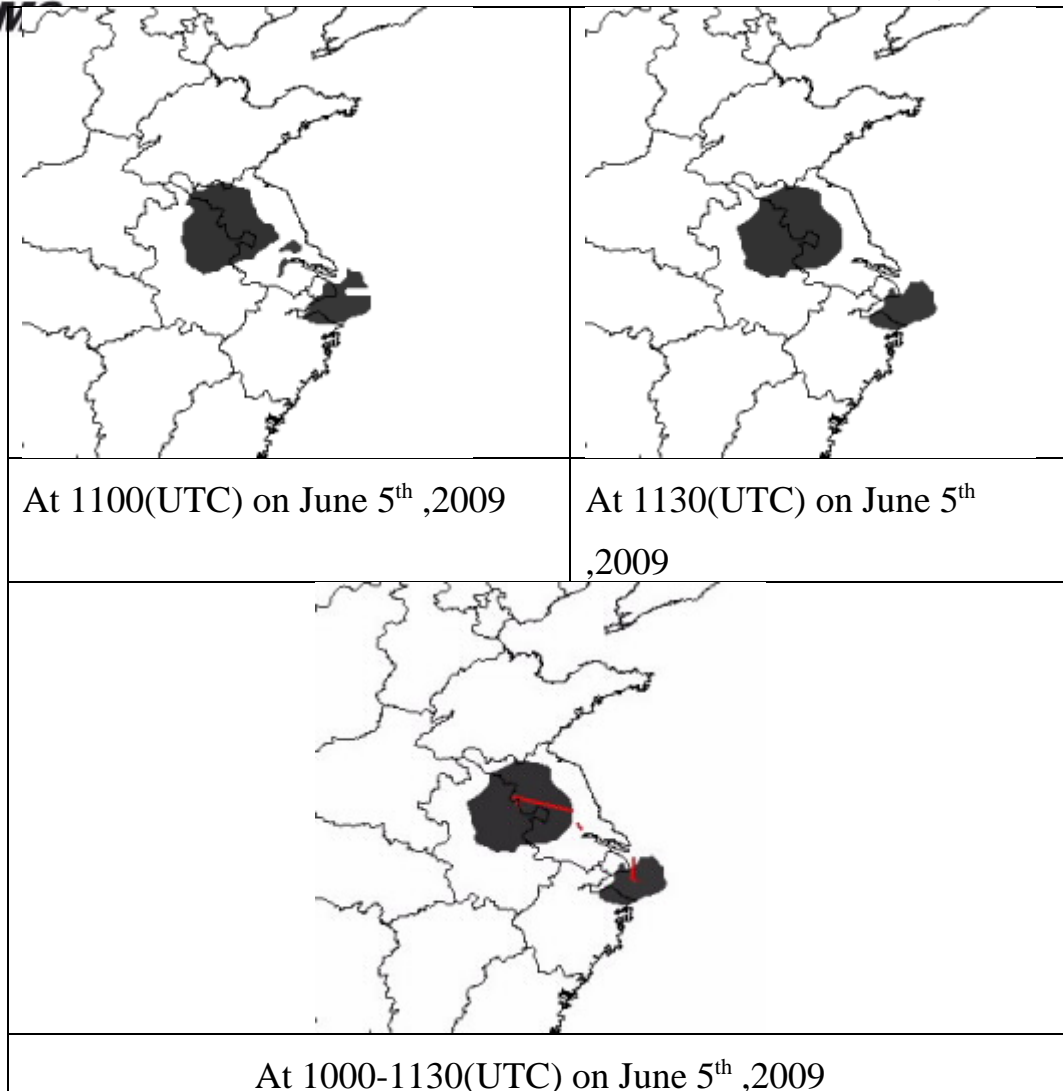 At 1100(UTC) on June 5th ,2009
At 1130(UTC) on June 5th
,2009
At 1000-1130(UTC) on June 5th ,2009